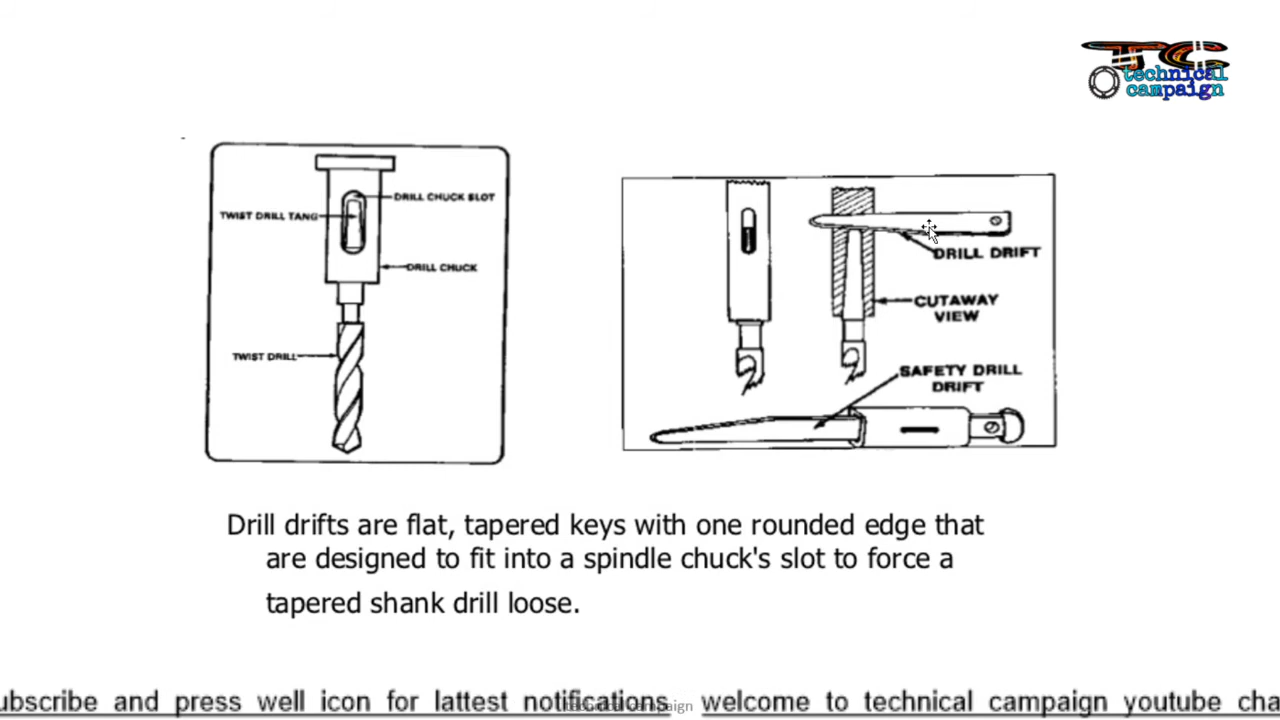 TC
technical
campaign
DRILL CHUCK SLOT
TWIST DRILL TANG
DRILL CHUCK
TWIST DRILL
DRILL DRIFT
CUTAWAY
VIEW
SAFETY DRILL
DRIFT
Drill drifts are flat, tapered keys with one rounded edge that
are designed to fit into a spindle chuck's slot to force a
tapered shank drill loose.
ubscribe and press well icon for lattest notifications welcome to technical campaign youtube cha
technical campaign